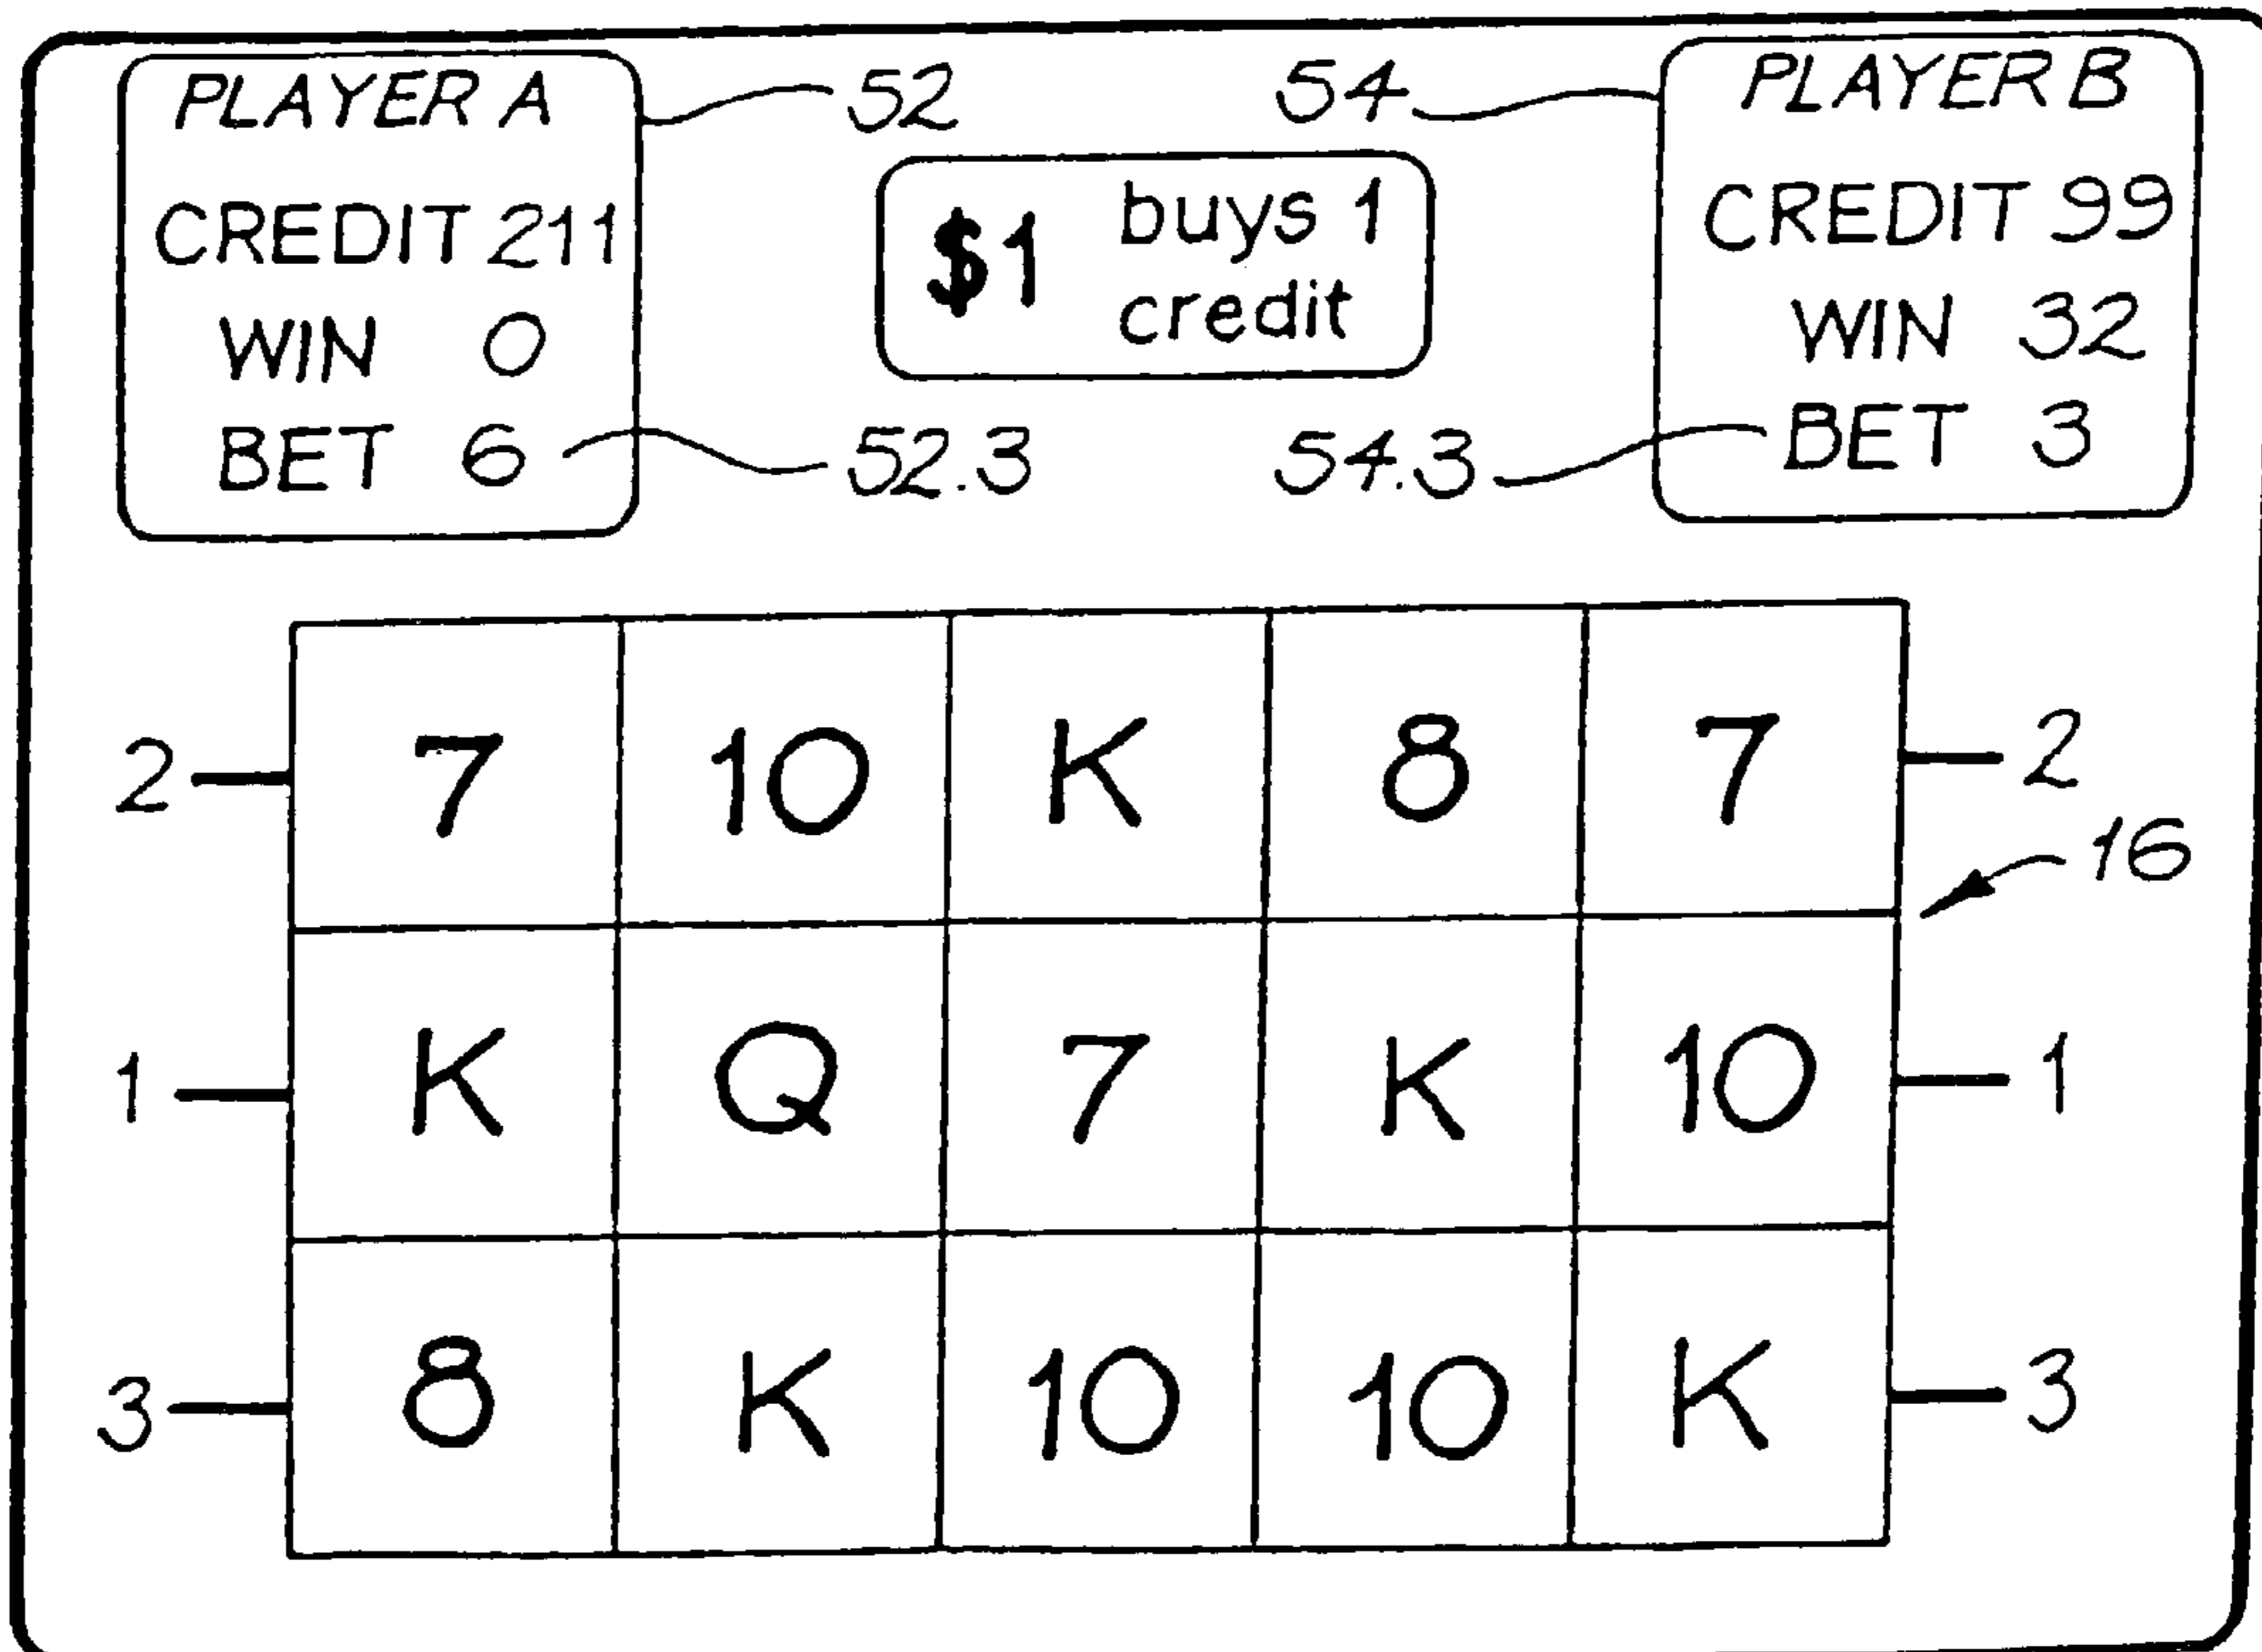 PLAYER A 52 54 PLAYER B
CREDIT 211 $1 buys 1 credit CREDIT 99
WIN 0 WIN 32
BET 6 52.3 54.3 BET 3
2 7 10 K 8 7 2
16
1 K Q 7 K 10 1
3 8 K 10 10 K 3